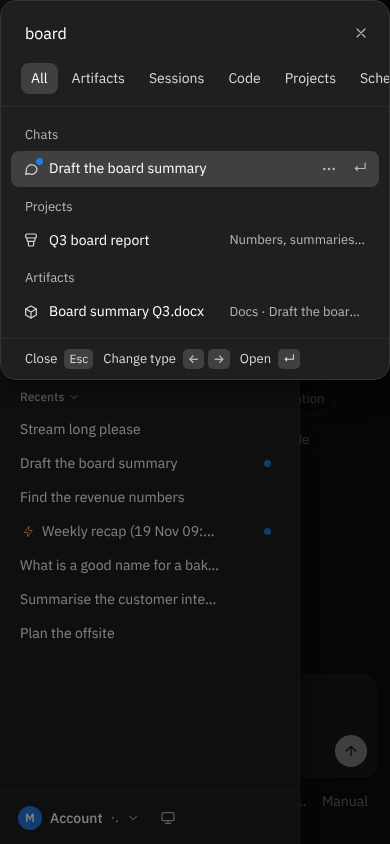 board
All Artifacts Sessions Code Projects Sche
Chats
Draft the board summary
Projects
Q3 board report Numbers, summaries...
Artifacts
Board summary Q3.docx Docs · Draft the boar...
Close Esc Change type ← → Open ↵
Recents
Stream long please
Draft the board summary
Find the revenue numbers
Weekly recap (19 Nov 09:...
What is a good name for a bak...
Summarise the customer inte...
Plan the offsite
Manual
M Account